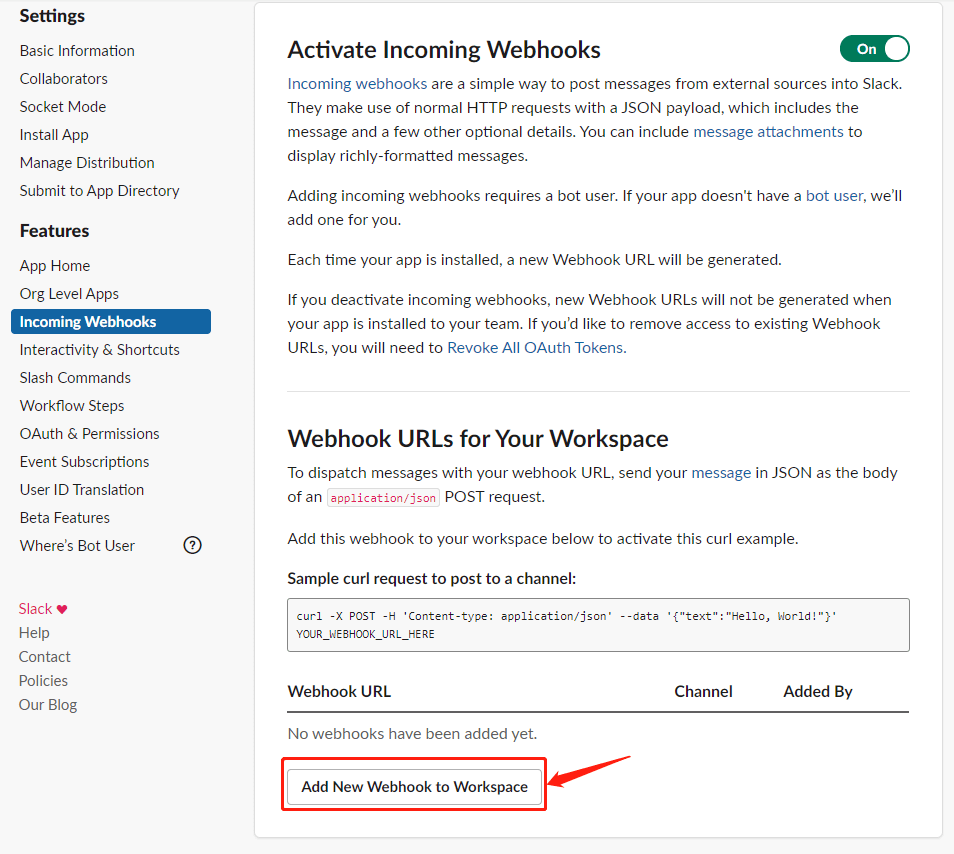 Settings
Basic Information
Collaborators
Socket Mode
Install App
Manage Distribution
Submit to App Directory
Features
App Home
Org Level Apps
Incoming Webhooks
Interactivity & Shortcuts
Slash Commands
Workflow Steps
OAuth & Permissions
Event Subscriptions
User ID Translation
Beta Features
Where's Bot User ?
Slack ♥
Help
Contact
Policies
Our Blog
Activate Incoming Webhooks
On
Incoming webhooks are a simple way to post messages from external sources into Slack.
They make use of normal HTTP requests with a JSON payload, which includes the
message and a few other optional details. You can include message attachments to
display richly-formatted messages.
Adding incoming webhooks requires a bot user. If your app doesn't have a bot user, we’ll
add one for you.
Each time your app is installed, a new Webhook URL will be generated.
If you deactivate incoming webhooks, new Webhook URLs will not be generated when
your app is installed to your team. If you’d like to remove access to existing Webhook
URLs, you will need to Revoke All OAuth Tokens.
Webhook URLs for Your Workspace
To dispatch messages with your webhook URL, send your message in JSON as the body
of an application/json POST request.
Add this webhook to your workspace below to activate this curl example.
Sample curl request to post to a channel:
curl -X POST -H 'Content-type: application/json' --data '{"text":"Hello, World!"}'
YOUR_WEBHOOK_URL_HERE
Webhook URL Channel Added By
No webhooks have been added yet.
Add New Webhook to Workspace